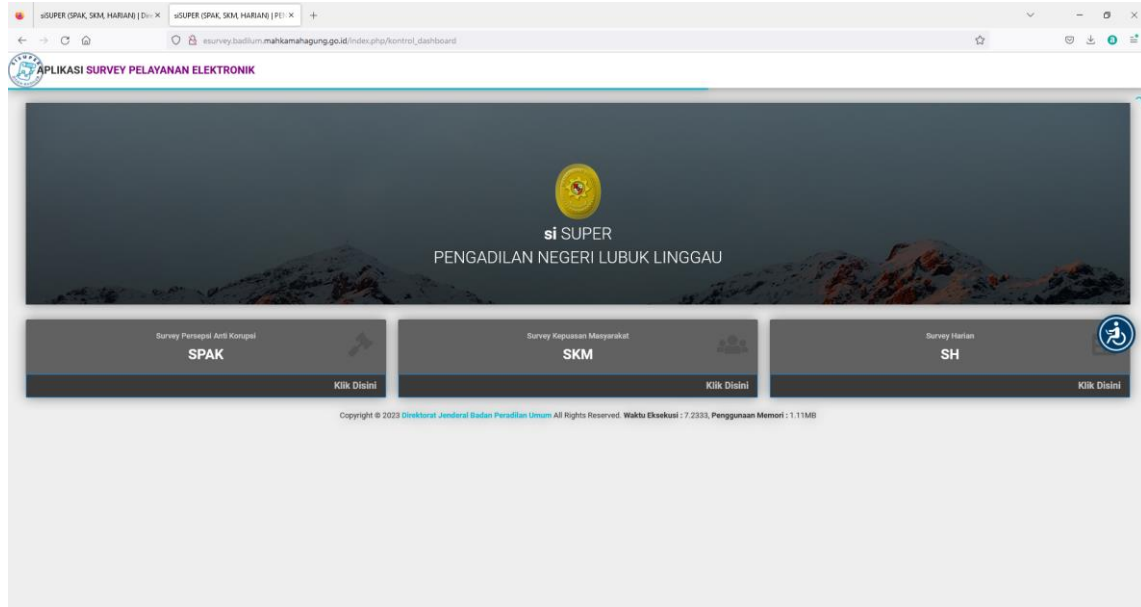 siSUPER (SPAK, SKM, HARIAN) | Dire
siSUPER (SPAK, SKM, HARIAN) | PEN
esurvey.badilum.mahkamahagung.go.id/index.php/kontrol_dashboard
APLIKASI SURVEY PELAYANAN ELEKTRONIK
si SUPER
PENGADILAN NEGERI LUBUK LINGGAU
Survey Persepsi Anti Korupsi
SPAK
Klik Disini
Survey Kepuasan Masyarakat
SKM
Klik Disini
Survey Harian
SH
Klik Disini
Copyright © 2023 Direktorat Jenderal Badan Peradilan Umum All Rights Reserved. Waktu Eksekusi : 7.2333, Penggunaan Memori : 1.11MB